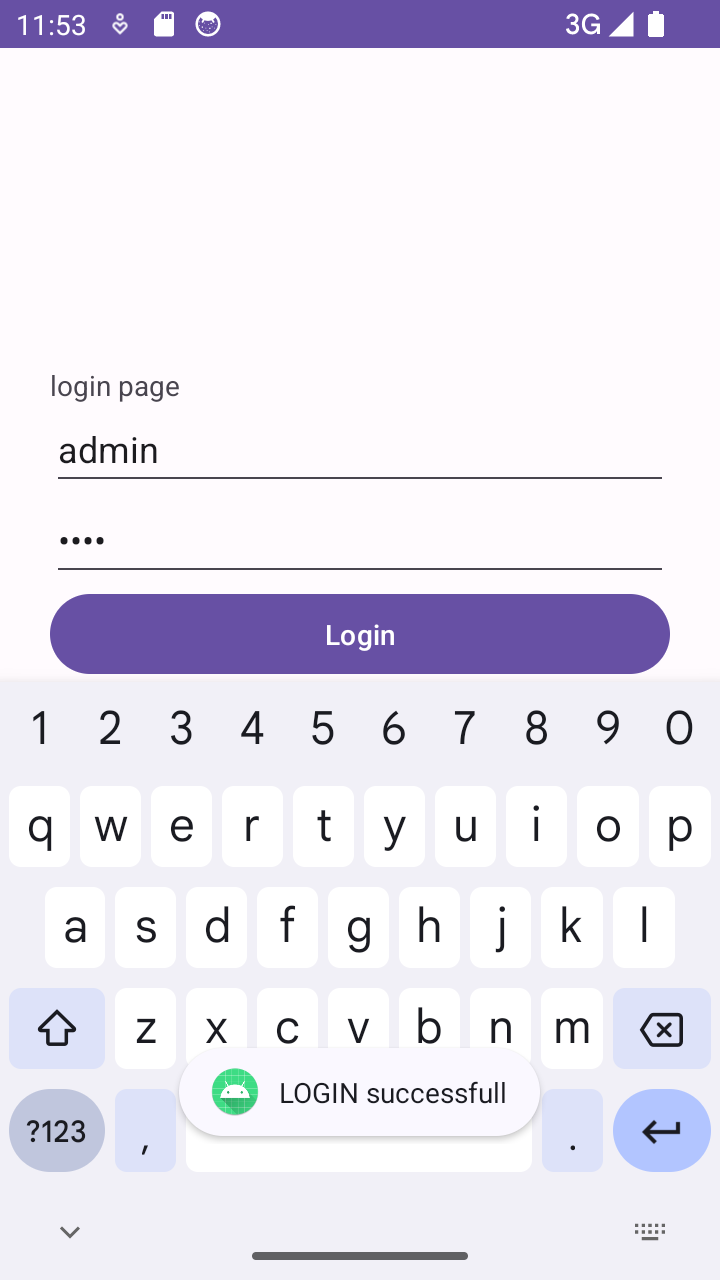 11:53 3G
login page
admin
••••
Login
1 2 3 4 5 6 7 8 9 0
q w e r t y u i o p
a s d f g h j k l
z x c v b n m
LOGIN successfull
?123 , .